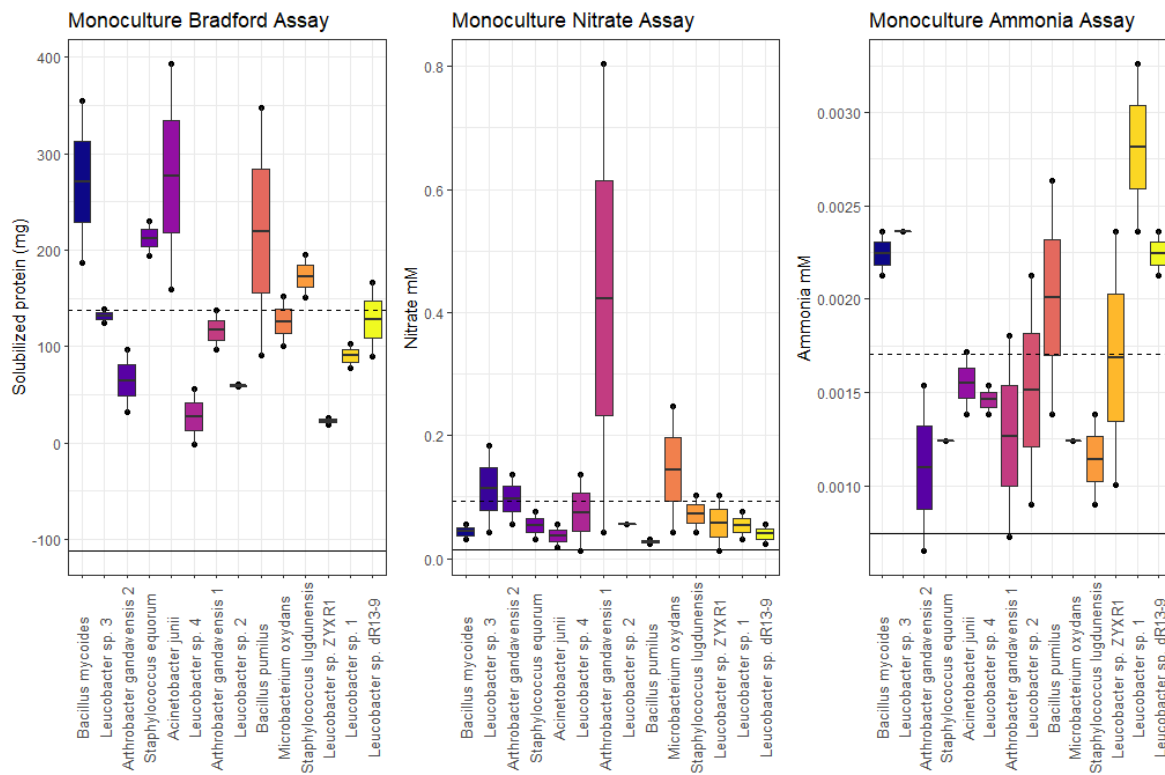 Monoculture Bradford Assay
Solubilized protein (mg)
400
300
200
100
0
-100
Bacillus mycoides
Leucobacter sp. 3
Arthrobacter gandavensis 2
Staphylococcus equorum
Acinetobacter junii
Leucobacter sp. 4
Arthrobacter gandavensis 1
Leucobacter sp. 2
Bacillus pumilus
Microbacterium oxydans
Staphylococcus lugdunensis
Leucobacter sp. ZYXR1
Leucobacter sp. 1
Leucobacter sp. dR13-9
Monoculture Nitrate Assay
Nitrate mM
0.8
0.6
0.4
0.2
0.0
Bacillus mycoides
Leucobacter sp. 3
Arthrobacter gandavensis 2
Staphylococcus equorum
Acinetobacter junii
Leucobacter sp. 4
Arthrobacter gandavensis 1
Leucobacter sp. 2
Bacillus pumilus
Microbacterium oxydans
Staphylococcus lugdunensis
Leucobacter sp. ZYXR1
Leucobacter sp. 1
Leucobacter sp. dR13-9
Monoculture Ammonia Assay
Ammonia mM
0.0030
0.0025
0.0020
0.0015
0.0010
Bacillus mycoides
Leucobacter sp. 3
Arthrobacter gandavensis 2
Staphylococcus equorum
Acinetobacter junii
Leucobacter sp. 4
Arthrobacter gandavensis 1
Leucobacter sp. 2
Bacillus pumilus
Microbacterium oxydans
Staphylococcus lugdunensis
Leucobacter sp. ZYXR1
Leucobacter sp. 1
Leucobacter sp. dR13-9